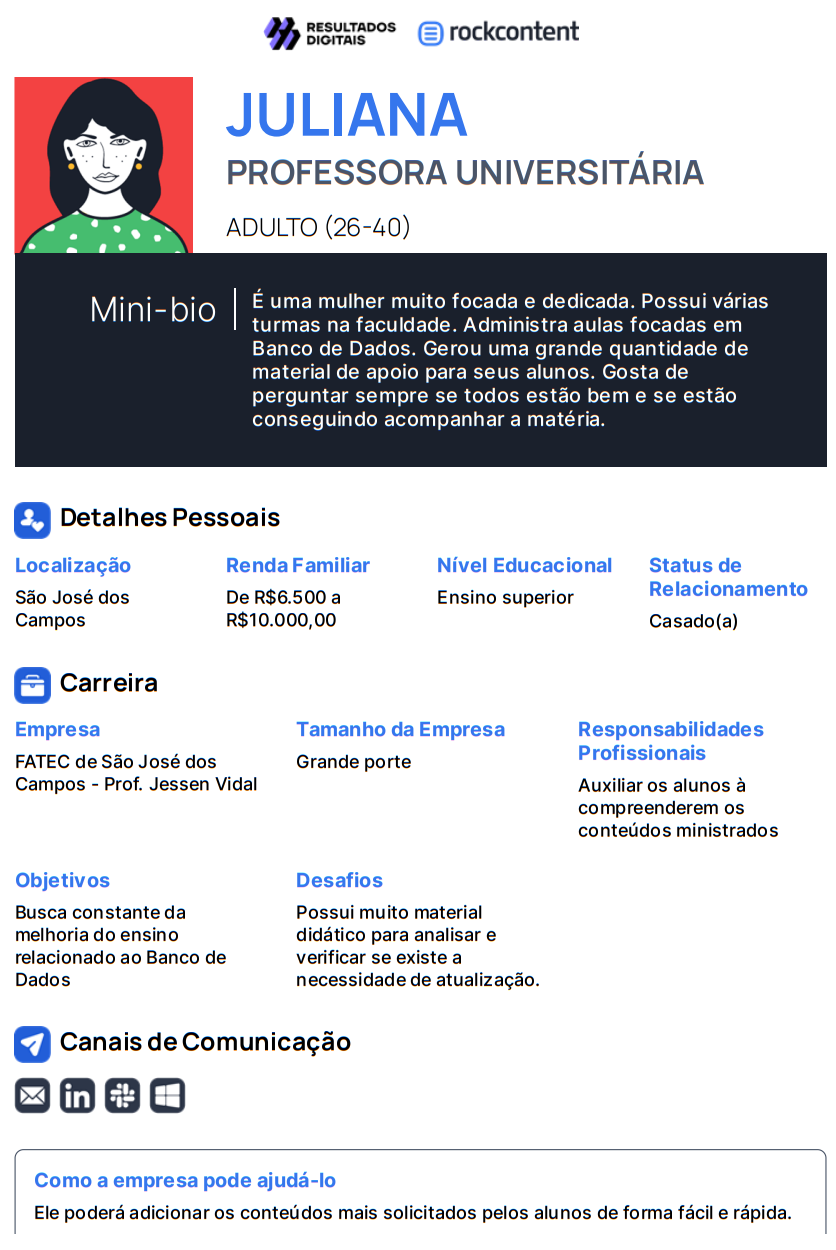 RESULTADOS
DIGITAIS
rockcontent
JULIANA
PROFESSORA UNIVERSITÁRIA
ADULTO (26-40)
Mini-bio
É uma mulher muito focada e dedicada. Possui várias
turmas na faculdade. Administra aulas focadas em
Banco de Dados. Gerou uma grande quantidade de
material de apoio para seus alunos. Gosta de
perguntar sempre se todos estão bem e se estão
conseguindo acompanhar a matéria.
Detalhes Pessoais
Localização
São José dos
Campos
Renda Familiar
De R$6.500 a
R$10.000,00
Nível Educacional
Ensino superior
Status de
Relacionamento
Casado(a)
Carreira
Empresa
FATEC de São José dos
Campos - Prof. Jessen Vidal
Tamanho da Empresa
Grande porte
Responsabilidades
Profissionais
Auxiliar os alunos à
compreenderem os
conteúdos ministrados
Objetivos
Busca constante da
melhoria do ensino
relacionado ao Banco de
Dados
Desafios
Possui muito material
didático para analisar e
verificar se existe a
necessidade de atualização.
Canais de Comunicação
in
Como a empresa pode ajudá-lo
Ele poderá adicionar os conteúdos mais solicitados pelos alunos de forma fácil e rápida.